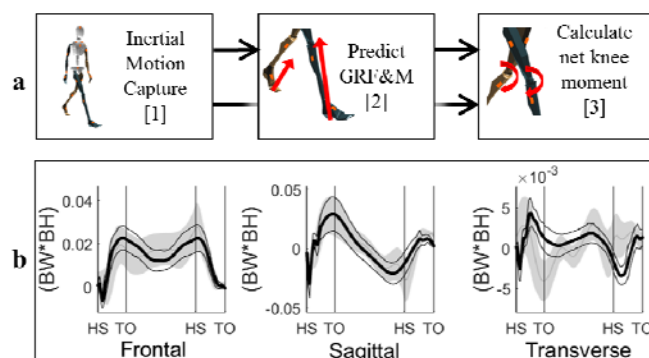 a
Inertial
Motion
Capture
[1]
Predict
GRF&M
[2]
Calculate
net knee
moment
[3]
b
(BW*BH)
0.04
0.02
0
HS TO HS TO
Frontal
(BW*BH)
0.05
0
-0.05
HS TO HS TO
Sagittal
(BW*BH)
×10⁻³
5
0
-5
HS TO HS TO
Transverse